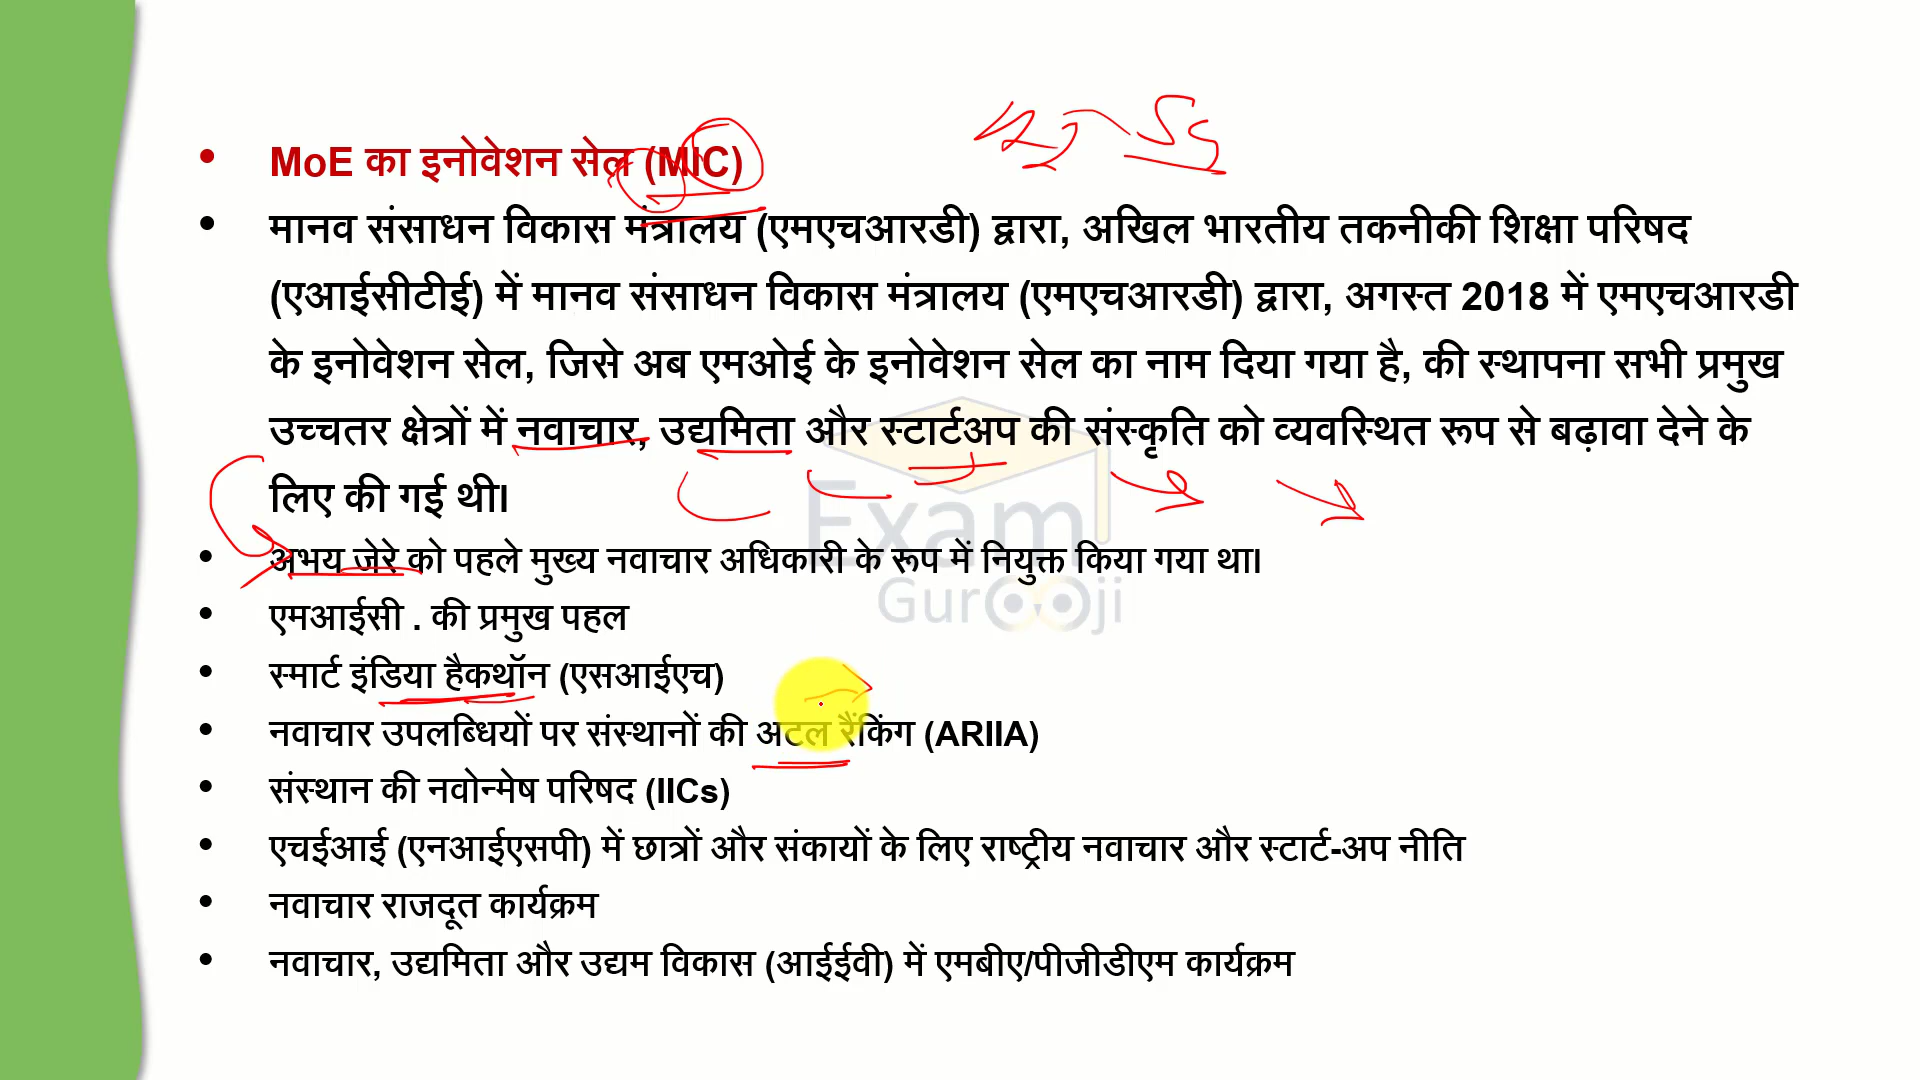 MoE का इनोवेशन सेल (MIC)
मानव संसाधन विकास मंत्रालय (एमएचआरडी) द्वारा, अखिल भारतीय तकनीकी शिक्षा परिषद
(एआईसीटीई) में मानव संसाधन विकास मंत्रालय (एमएचआरडी) द्वारा, अगस्त 2018 में एमएचआरडी
के इनोवेशन सेल, जिसे अब एमओई के इनोवेशन सेल का नाम दिया गया है, की स्थापना सभी प्रमुख
उच्चतर क्षेत्रों में नवाचार, उद्यमिता और स्टार्टअप की संस्कृति को व्यवस्थित रूप से बढ़ावा देने के
लिए की गई थी।
Exam
अभय जेरे को पहले मुख्य नवाचार अधिकारी के रूप में नियुक्त किया गया था।
Gurooji
एमआईसी . की प्रमुख पहल
स्मार्ट इंडिया हैकथॉन (एसआईएच)
नवाचार उपलब्धियों पर संस्थानों की अटल रैंकिंग (ARIIA)
संस्थान की नवोन्मेष परिषद (IICs)
एचईआई (एनआईएसपी) में छात्रों और संकायों के लिए राष्ट्रीय नवाचार और स्टार्ट-अप नीति
नवाचार राजदूत कार्यक्रम
नवाचार, उद्यमिता और उद्यम विकास (आईईवी) में एमबीए/पीजीडीएम कार्यक्रम